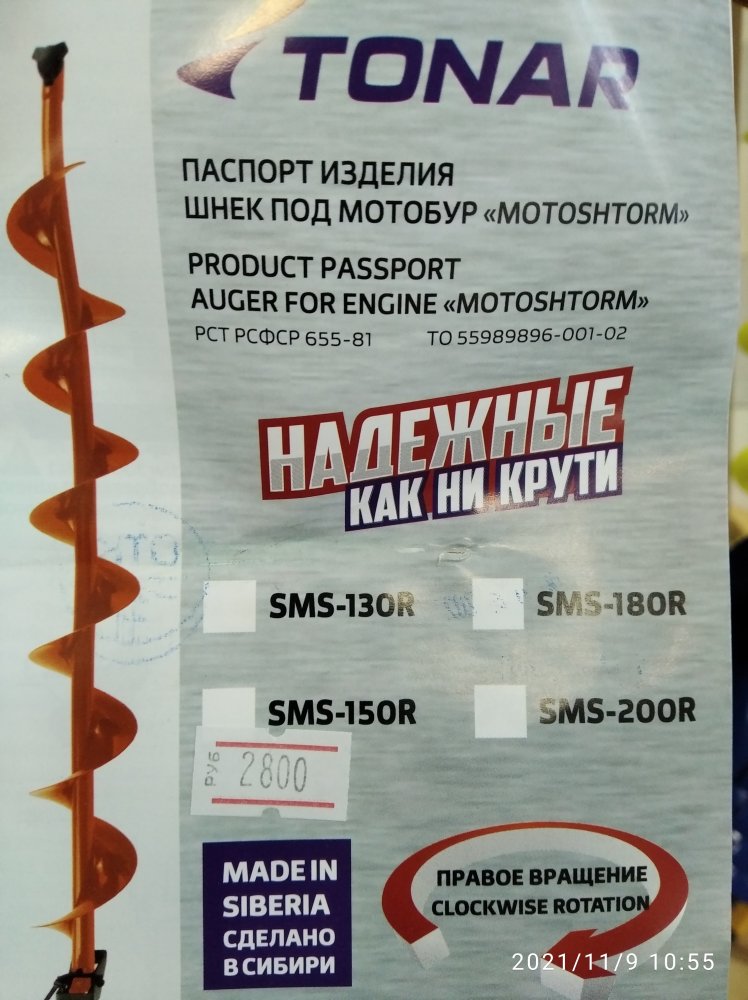 TONAR
ПАСПОРТ ИЗДЕЛИЯ
ШНЕК ПОД МОТОБУР «MOTOSHTORM»
PRODUCT PASSPORT
AUGER FOR ENGINE «MOTOSHTORM»
РСТ РСФСР 655-81 ТО 55989896-001-02
НАДЕЖНЫЕ
КАК НИ КРУТИ
SMS-130R SMS-180R
SMS-150R SMS-200R
РУБ 2800
MADE IN
SIBERIA
СДЕЛАНО
В СИБИРИ
ПРАВОЕ ВРАЩЕНИЕ
CLOCKWISE ROTATION
2021/11/9 10:55